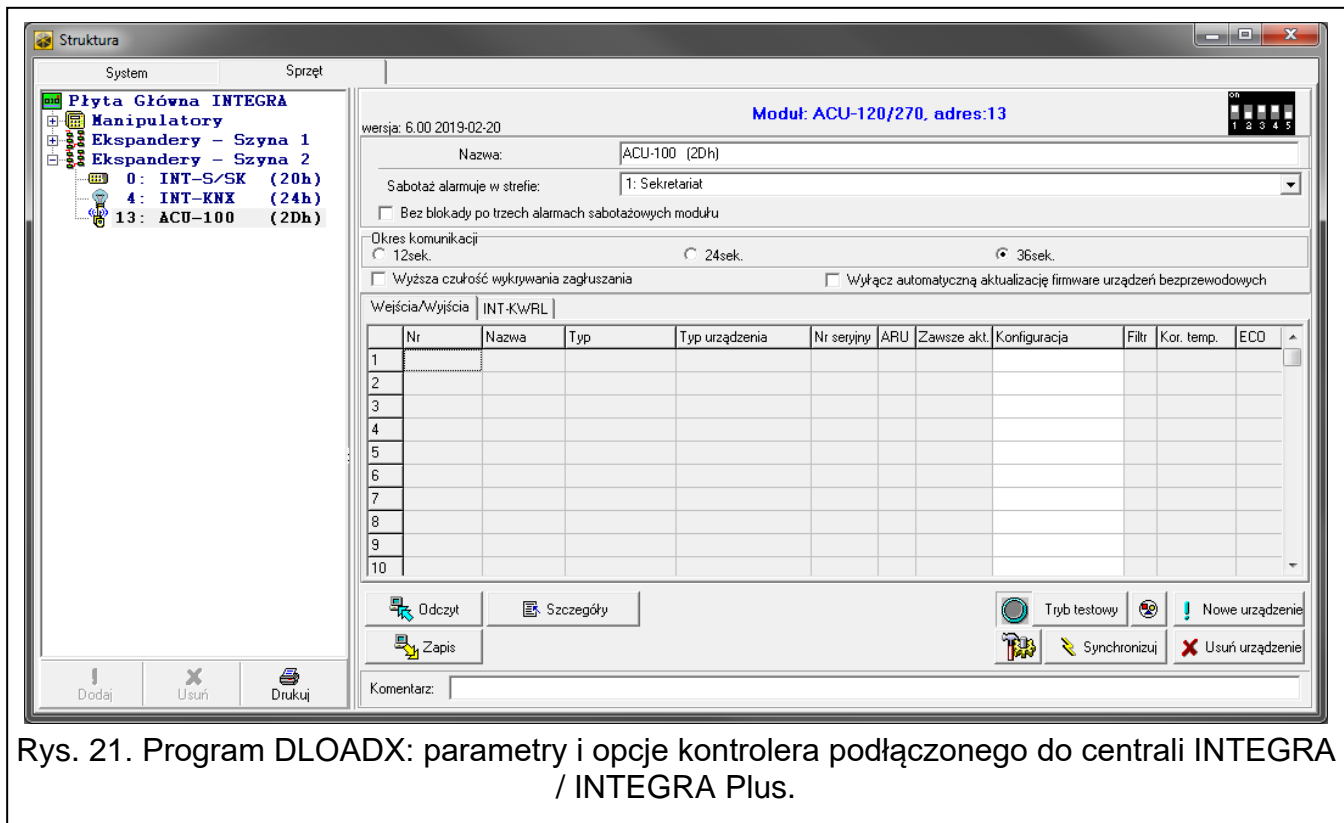 Struktura
System Sprzęt
Płyta Główna INTEGRA
Manipulatory
Ekspandery - Szyna 1
Ekspandery - Szyna 2
0: INT-S/SK (20h)
4: INT-KNX (24h)
13: ACU-100 (2Dh)
Dodaj Usuń Drukuj
Moduł: ACU-120/270, adres:13
on
1 2 3 4 5
wersja: 6.00 2019-02-20
Nazwa: ACU-100 (2Dh)
Sabotaż alarmuje w strefie: 1: Sekretariat
Bez blokady po trzech alarmach sabotażowych modułu
Okres komunikacji
12sek. 24sek. 36sek.
Wyższa czułość wykrywania zagłuszania Wyłącz automatyczną aktualizację firmware urządzeń bezprzewodowych
Wejścia/Wyjścia INT-KWRL
Nr Nazwa Typ Typ urządzenia Nr seryjny ARU Zawsze akt. Konfiguracja Filtr Kor. temp. ECO
1
2
3
4
5
6
7
8
9
10
Odczyt Szczegóły Tryb testowy Nowe urządzenie
Zapis Synchronizuj Usuń urządzenie
Komentarz:
Rys. 21. Program DLOADX: parametry i opcje kontrolera podłączonego do centrali INTEGRA
/ INTEGRA Plus.